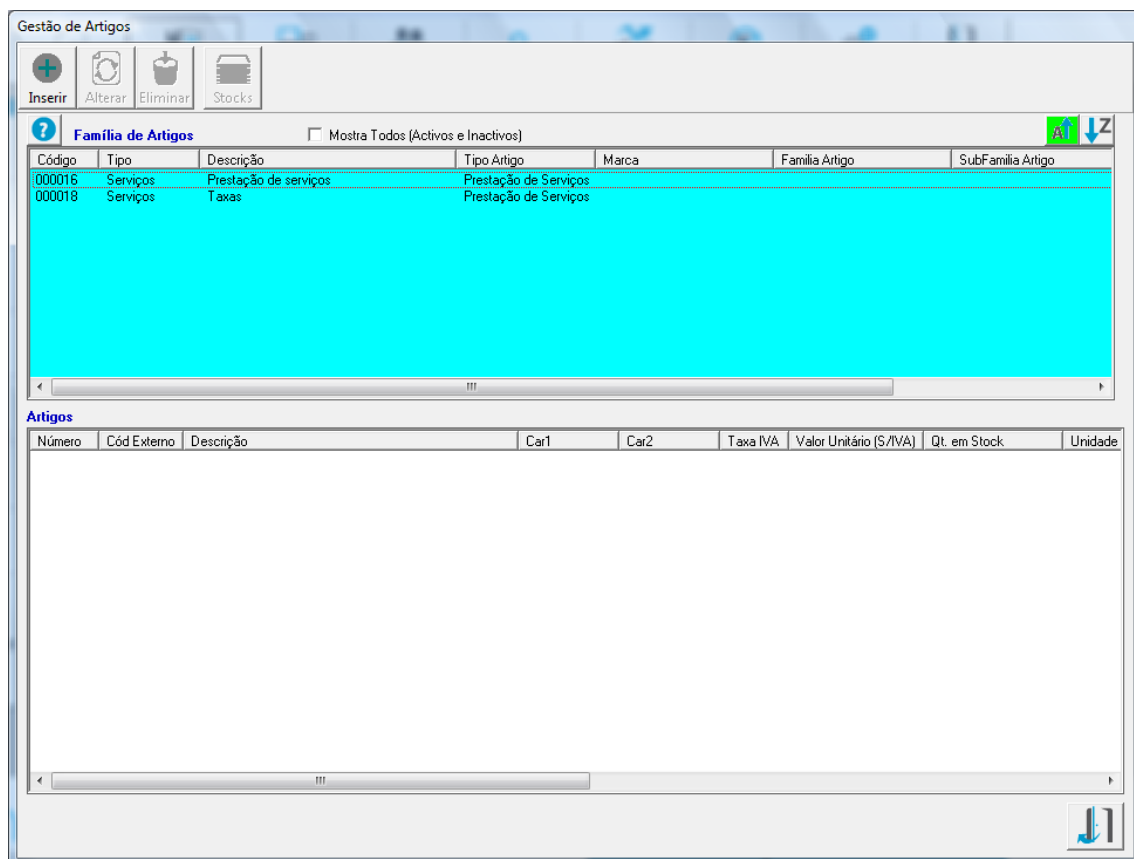 Gestão de Artigos
Inserir Alterar Eliminar Stocks
? Família de Artigos Mostra Todos (Activos e Inactivos) A Z
Código Tipo Descrição Tipo Artigo Marca Familia Artigo SubFamilia Artigo
000016 Serviços Prestação de serviços Prestação de Serviços
000018 Serviços Taxas Prestação de Serviços
Artigos
Número Cód Externo Descrição Car1 Car2 Taxa IVA Valor Unitário (S/IVA) Qt. em Stock Unidade